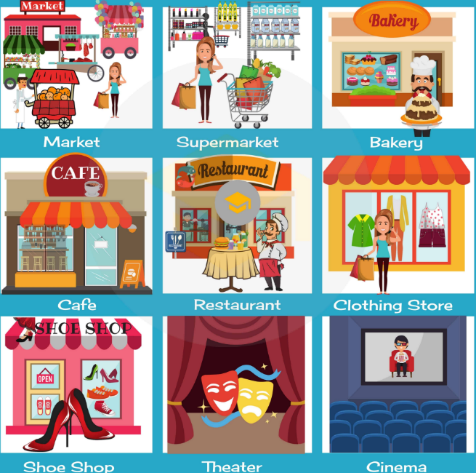 Market
Market
Supermarket
Bakery
Bakery
CAFE
Cafe
Restaurant
Restaurant
Clothing Store
SHOE SHOP
OPEN
Shoe Shop
Theater
Cinema